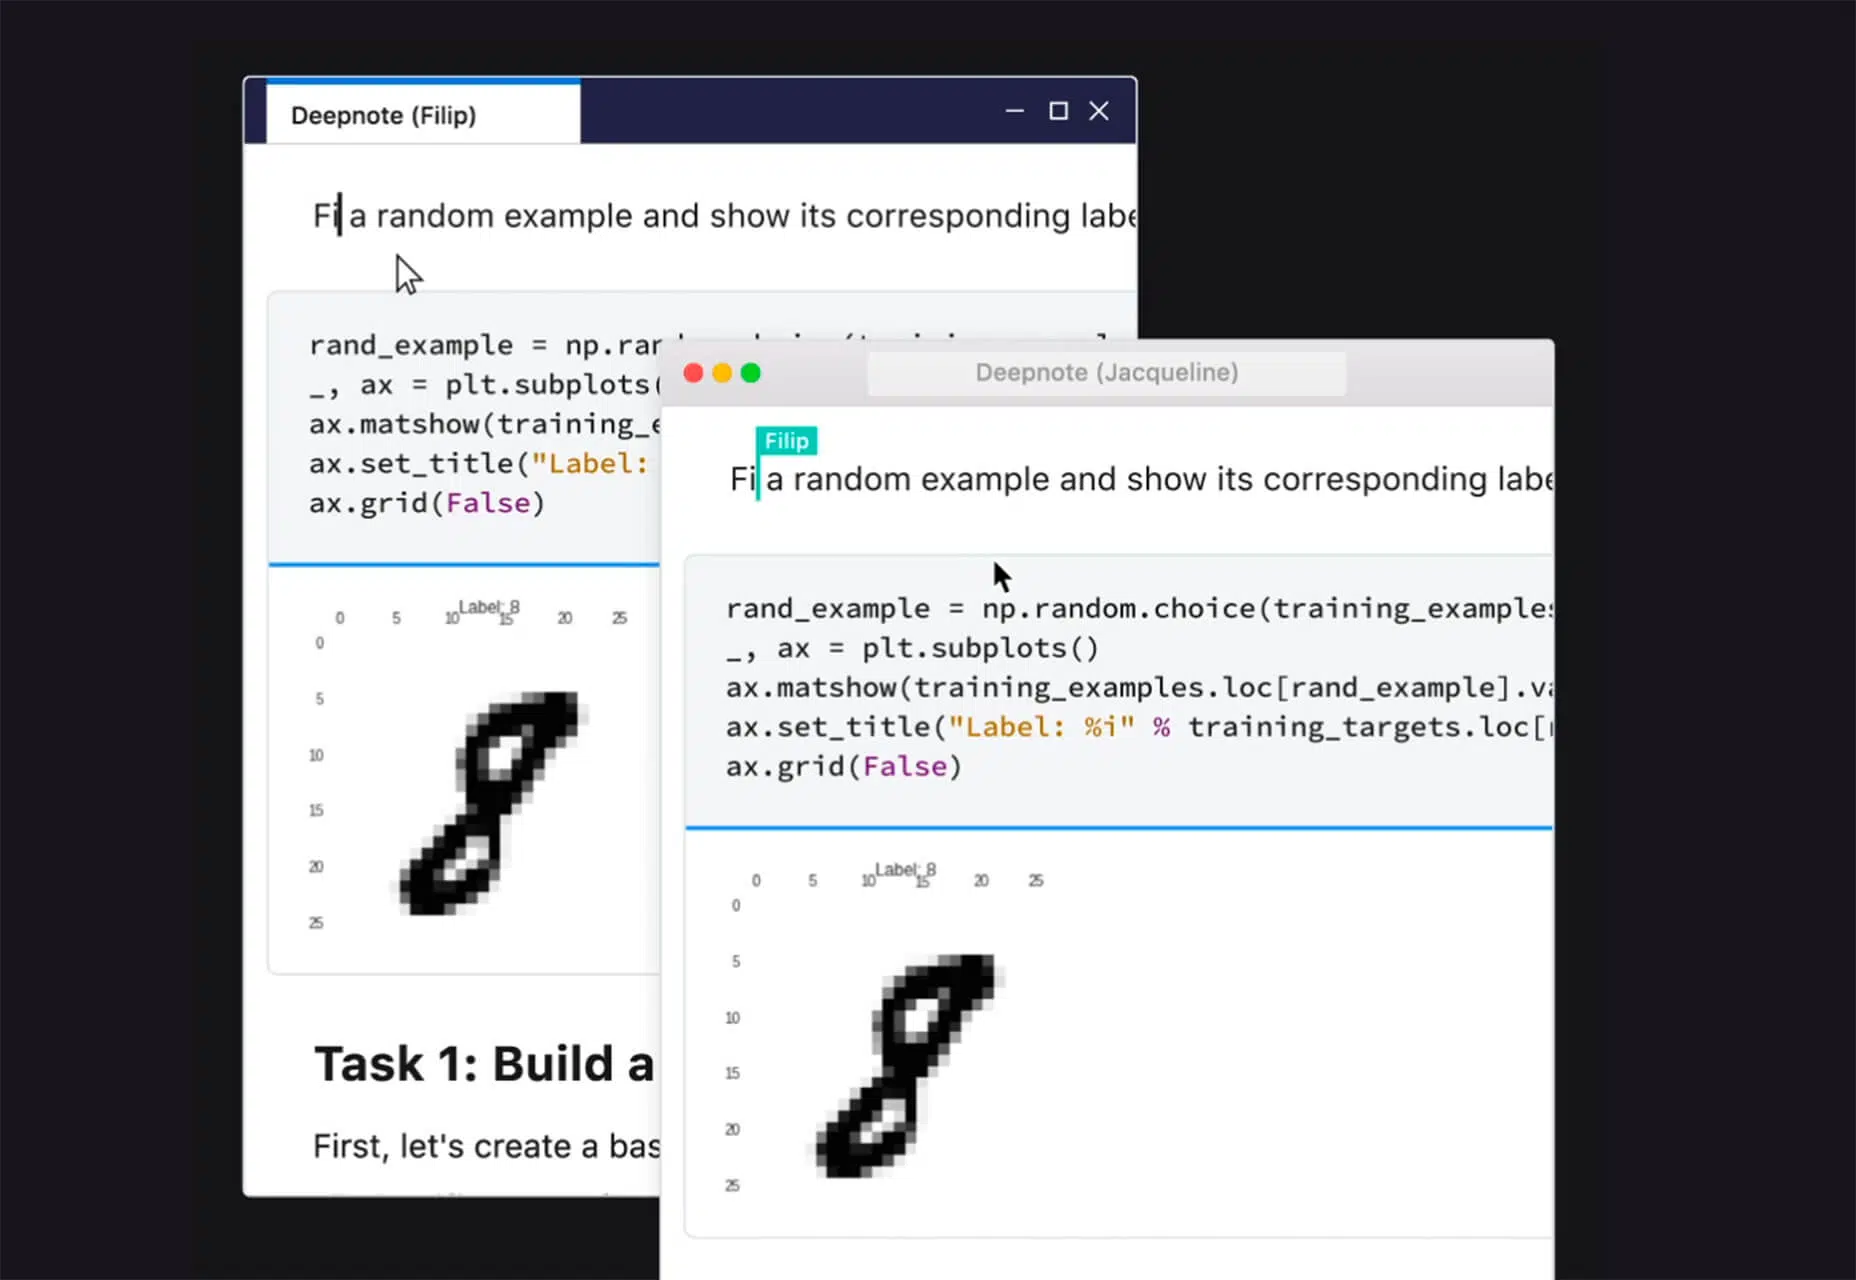 Deepnote (Filip)
Fi a random example and show its corresponding labe
rand_example = np.ran
_, ax = plt.subplots(
ax.matshow(training_e
ax.set_title("Label:
ax.grid(False)
Label: 8
0 5 10 15 20 25
0
5
10
15
20
25
Task 1: Build a
First, let's create a bas
Deepnote (Jacqueline)
Filip
Fi a random example and show its corresponding labe
rand_example = np.random.choice(training_examples
_, ax = plt.subplots()
ax.matshow(training_examples.loc[rand_example].va
ax.set_title("Label: %i" % training_targets.loc[r
ax.grid(False)
Label: 8
0 5 10 15 20 25
0
5
10
15
20
25